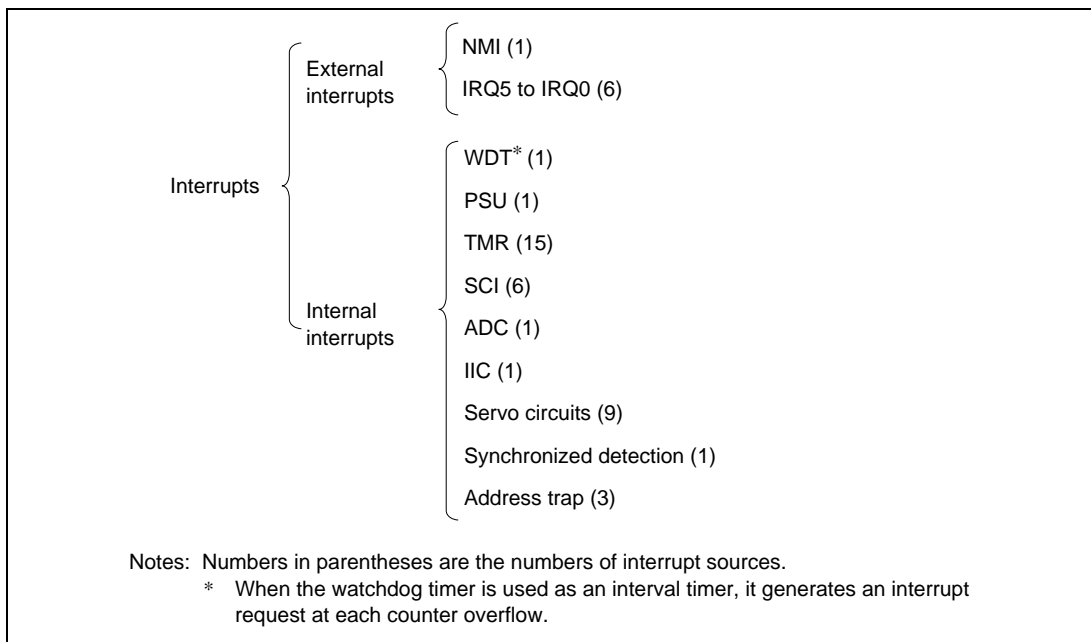 Interrupts
External
interrupts
NMI (1)
IRQ5 to IRQ0 (6)
Internal
interrupts
WDT* (1)
PSU (1)
TMR (15)
SCI (6)
ADC (1)
IIC (1)
Servo circuits (9)
Synchronized detection (1)
Address trap (3)
Notes: Numbers in parentheses are the numbers of interrupt sources.
* When the watchdog timer is used as an interval timer, it generates an interrupt
request at each counter overflow.